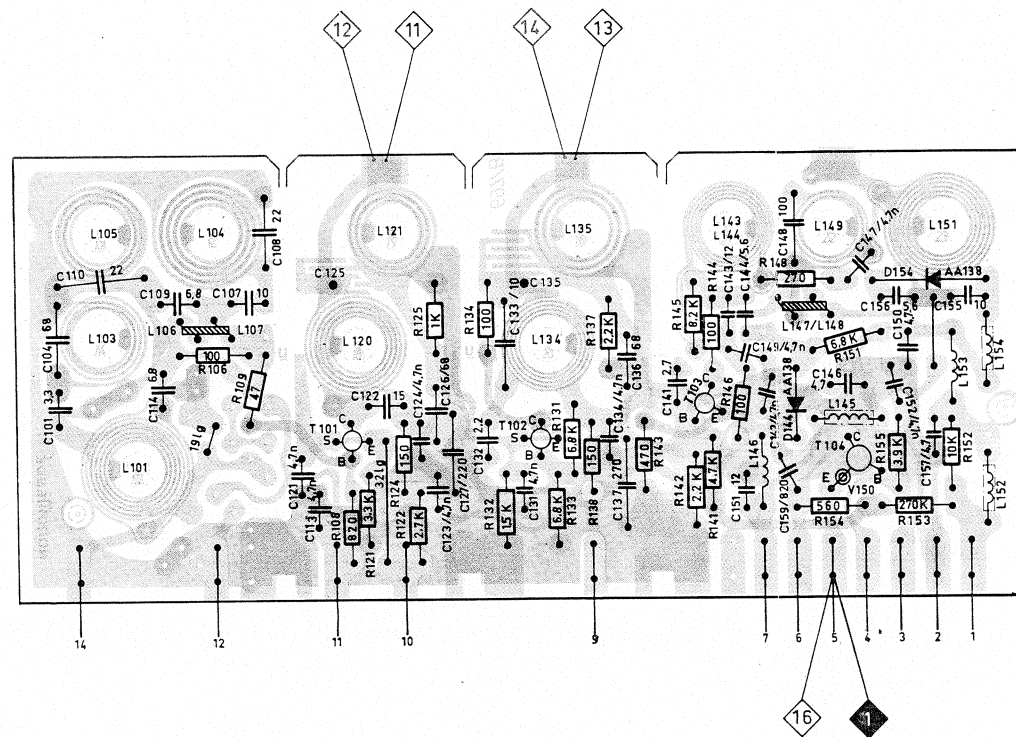 12
11
14
13
L105
L104
22
C108
L121
L135
L143
L144
100
C148
L149
C147/4,7n
L151
C110
22
C125
C135
R148
270
D154
AA138
C109
6,8
C107
10
L106
L107
C156
C155
10
L147/L148
68
C104
L103
100
R106
R109
47
6,8
C114
3,3
C101
19lg
L101
R125
1K
R134
100
C133/10
R137
2,2K
68
C136
L120
L134
R145
8,2K
R144
100
C143/12
C144/5,6
C149/4,7n
6,8K
R151
C150
L153
L154
C122
15
C124/4,7n
C126/68
T101
C
S
E
B
150
R124
C127/220
C123/4,7n
4,7n
C121
4,7n
C113
R108
820
3,3K
R121
32lg
R122
2,7K
2,2
C132
T102
C
S
E
B
R131
6,8K
150
R138
C134/4,7n
C137
270
470
R143
R132
1,5K
4,7n
C131
6,8K
R133
2,7
C141
T103
C
B
E
R146
100
C142/4,7n
AA138
D144
C146
4,7
L145
L146
R142
2,2K
4,7K
R141
12
C151
C159/820
T104
C
E
B
V150
560
R154
R155
3,9K
C152/4,7n
C157/4,7
10K
R152
270K
R153
L152
14
12
11
10
9
7
6
5
4
3
2
1
16
1